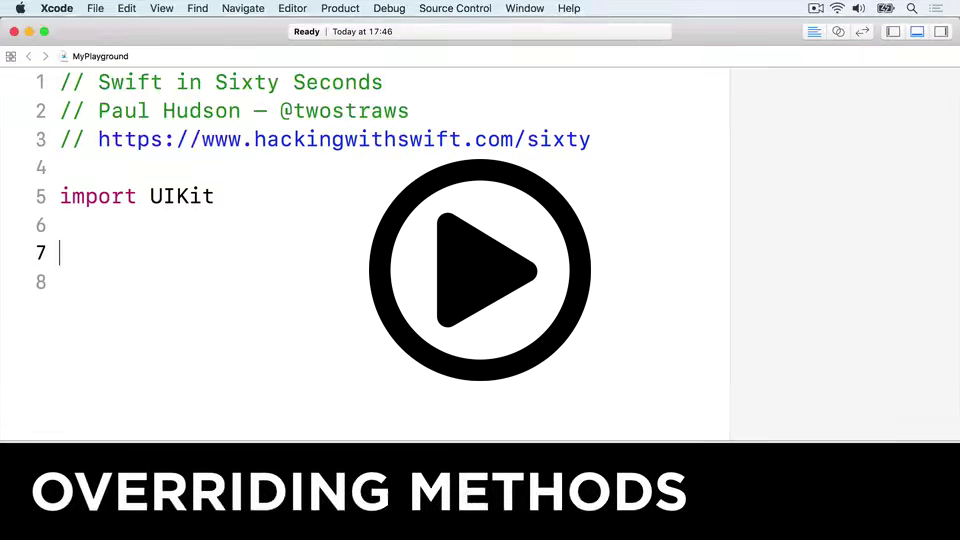 Xcode File Edit View Find Navigate Editor Product Debug Source Control Window Help
Ready | Today at 17:46
MyPlayground
1 // Swift in Sixty Seconds
2 // Paul Hudson — @twostraws
3 // https://www.hackingwithswift.com/sixty
4
5 import UIKit
6
7
8
OVERRIDING METHODS